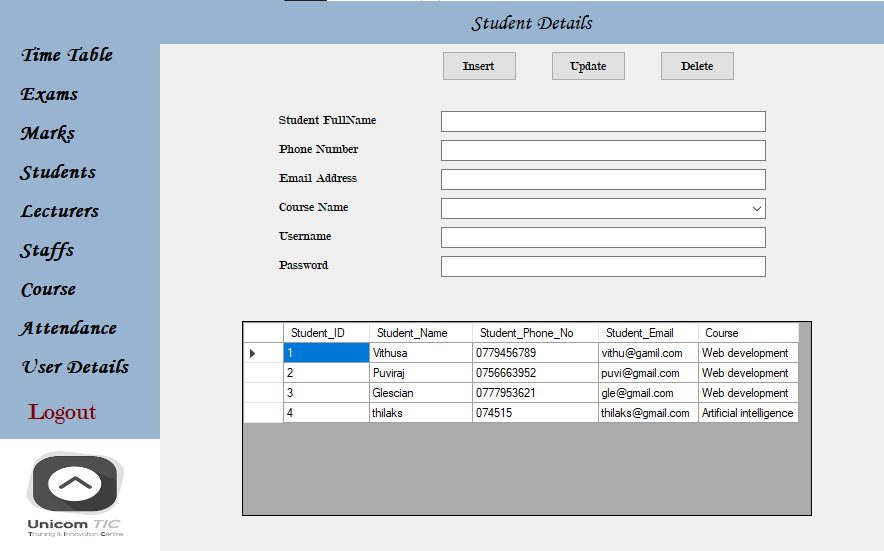 Student Details
Time Table
Exams
Marks
Students
Lecturers
Staffs
Course
Attendance
User Details
Logout
Unicom TIC
Training & Innovation Centre
Insert Update Delete
Student FullName
Phone Number
Email Address
Course Name
Username
Password
Student_ID Student_Name Student_Phone_No Student_Email Course
1 Vithusa 0779456789 vithu@gamil.com Web development
2 Puviraj 0756663952 puvi@gmail.com Web development
3 Glescian 0777953621 gle@gmail.com Web development
4 thilaks 074515 thilaks@gmail.com Artificial intelligence